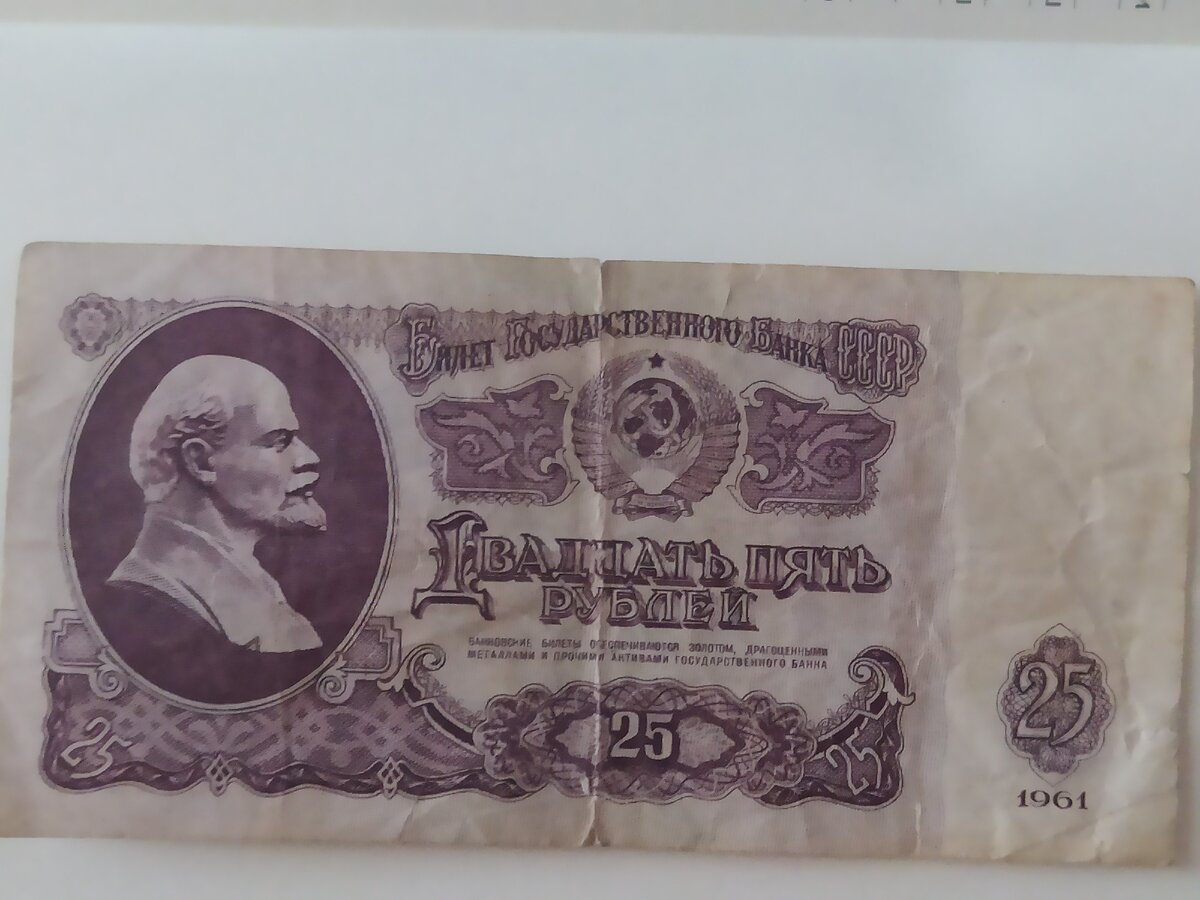 Билет Государственного Банка СССР
Двадцать пять
рублей
БАНКОВСКИЕ БИЛЕТЫ ОБЕСПЕЧИВАЮТСЯ ЗОЛОТОМ, ДРАГОЦЕННЫМИ
МЕТАЛЛАМИ И ПРОЧИМИ АКТИВАМИ ГОСУДАРСТВЕННОГО БАНКА
25
25
25
25
1961